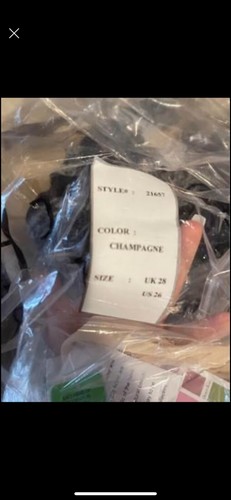 STYLE# : 21657
COLOR :
CHAMPAGNE
SIZE : UK 28
US 26